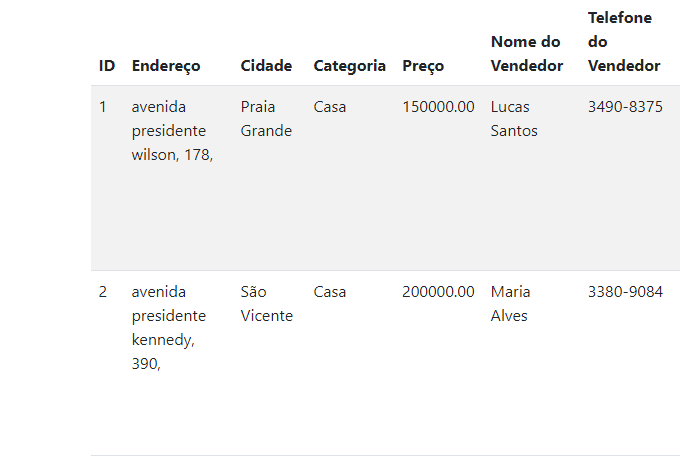 ID Endereço Cidade Categoria Preço Nome do Vendedor Telefone do Vendedor
1 avenida presidente wilson, 178, Praia Grande Casa 150000.00 Lucas Santos 3490-8375
2 avenida presidente kennedy, 390, São Vicente Casa 200000.00 Maria Alves 3380-9084